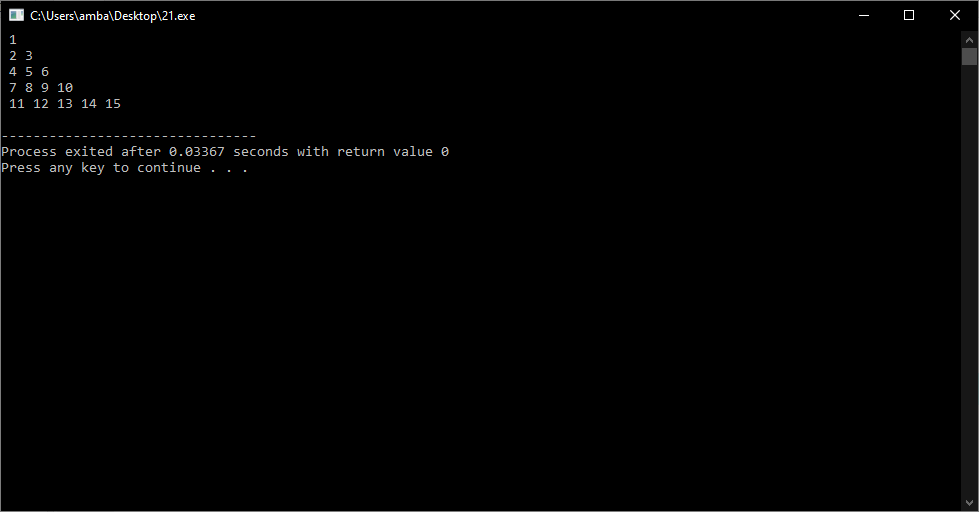 C:\Users\amba\Desktop\21.exe
1
2 3
4 5 6
7 8 9 10
11 12 13 14 15
--------------------------------
Process exited after 0.03367 seconds with return value 0
Press any key to continue . . .